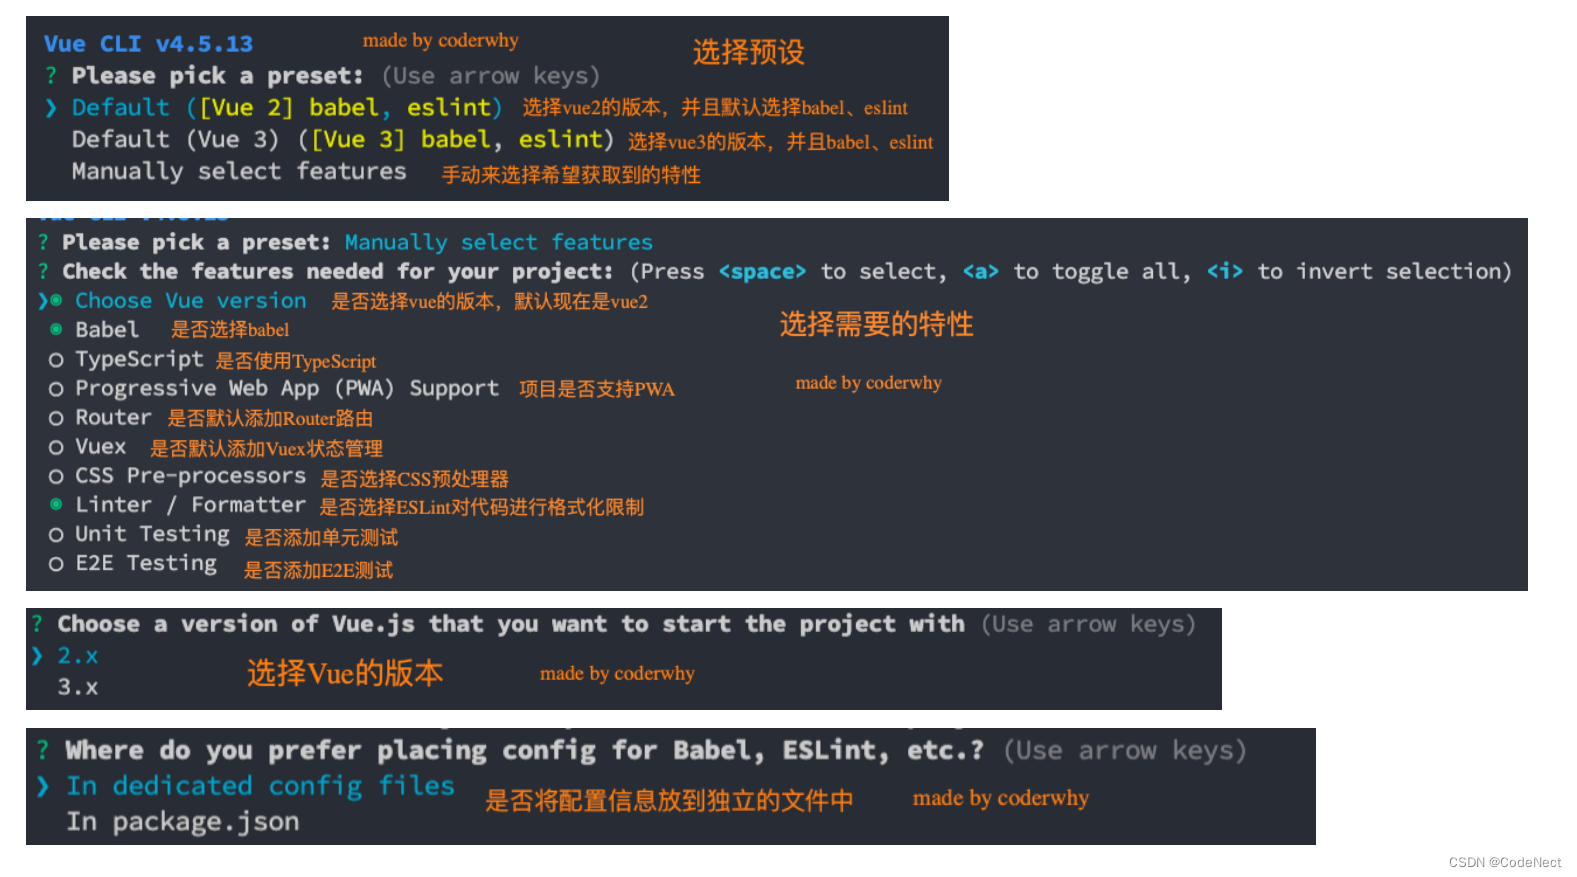 Vue CLI v4.5.13 made by coderwhy 选择预设
? Please pick a preset: (Use arrow keys)
❯ Default ([Vue 2] babel, eslint) 选择vue2的版本，并且默认选择babel、eslint
Default (Vue 3) ([Vue 3] babel, eslint) 选择vue3的版本，并且babel、eslint
Manually select features 手动来选择希望获取到的特性
? Please pick a preset: Manually select features
? Check the features needed for your project: (Press <space> to select, <a> to toggle all, <i> to invert selection)
❯◉ Choose Vue version 是否选择vue的版本，默认现在是vue2
◉ Babel 是否选择babel 选择需要的特性
○ TypeScript 是否使用TypeScript
○ Progressive Web App (PWA) Support 项目是否支持PWA made by coderwhy
○ Router 是否默认添加Router路由
○ Vuex 是否默认添加Vuex状态管理
○ CSS Pre-processors 是否选择CSS预处理器
◉ Linter / Formatter 是否选择ESLint对代码进行格式化限制
○ Unit Testing 是否添加单元测试
○ E2E Testing 是否添加E2E测试
? Choose a version of Vue.js that you want to start the project with (Use arrow keys)
❯ 2.x
选择Vue的版本 made by coderwhy
3.x
? Where do you prefer placing config for Babel, ESLint, etc.? (Use arrow keys)
❯ In dedicated config files 是否将配置信息放到独立的文件中 made by coderwhy
In package.json
CSDN @CodeNect